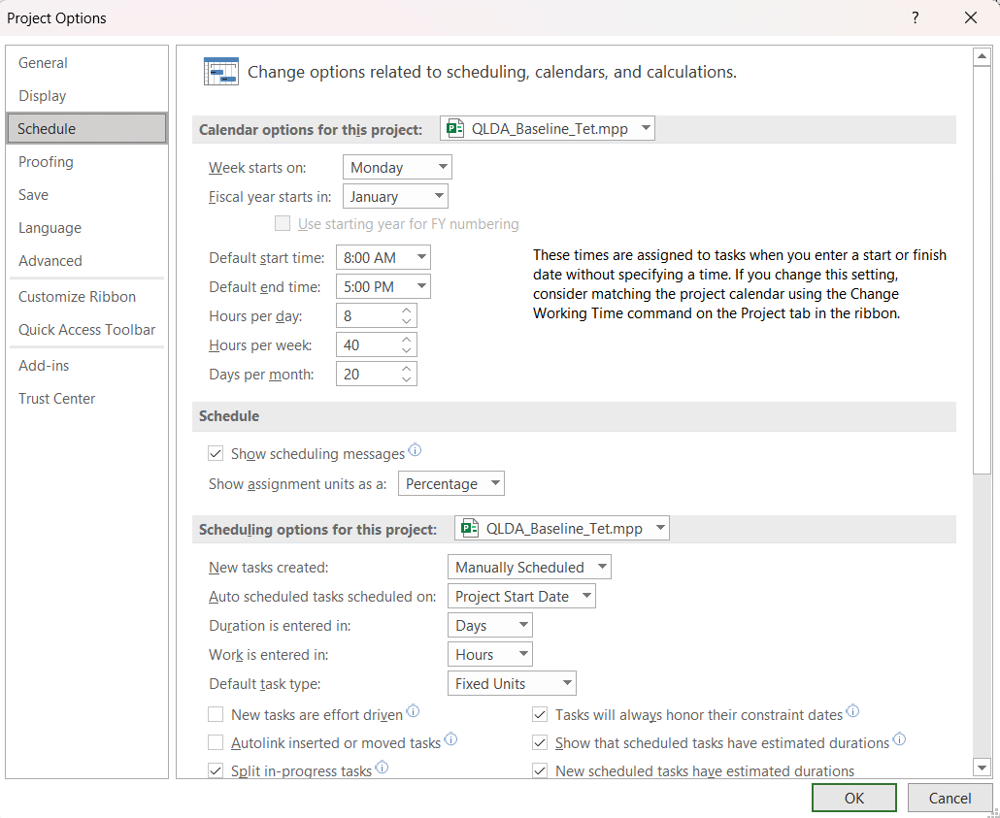 Project Options
?
General
Display
Schedule
Proofing
Save
Language
Advanced
Customize Ribbon
Quick Access Toolbar
Add-ins
Trust Center
Change options related to scheduling, calendars, and calculations.
Calendar options for this project: QLDA_Baseline_Tet.mpp
Week starts on: Monday
Fiscal year starts in: January
Use starting year for FY numbering
Default start time: 8:00 AM
Default end time: 5:00 PM
Hours per day: 8
Hours per week: 40
Days per month: 20
These times are assigned to tasks when you enter a start or finish
date without specifying a time. If you change this setting,
consider matching the project calendar using the Change
Working Time command on the Project tab in the ribbon.
Schedule
Show scheduling messages
Show assignment units as a: Percentage
Scheduling options for this project: QLDA_Baseline_Tet.mpp
New tasks created: Manually Scheduled
Auto scheduled tasks scheduled on: Project Start Date
Duration is entered in: Days
Work is entered in: Hours
Default task type: Fixed Units
New tasks are effort driven
Autolink inserted or moved tasks
Split in-progress tasks
Tasks will always honor their constraint dates
Show that scheduled tasks have estimated durations
New scheduled tasks have estimated durations
OK
Cancel